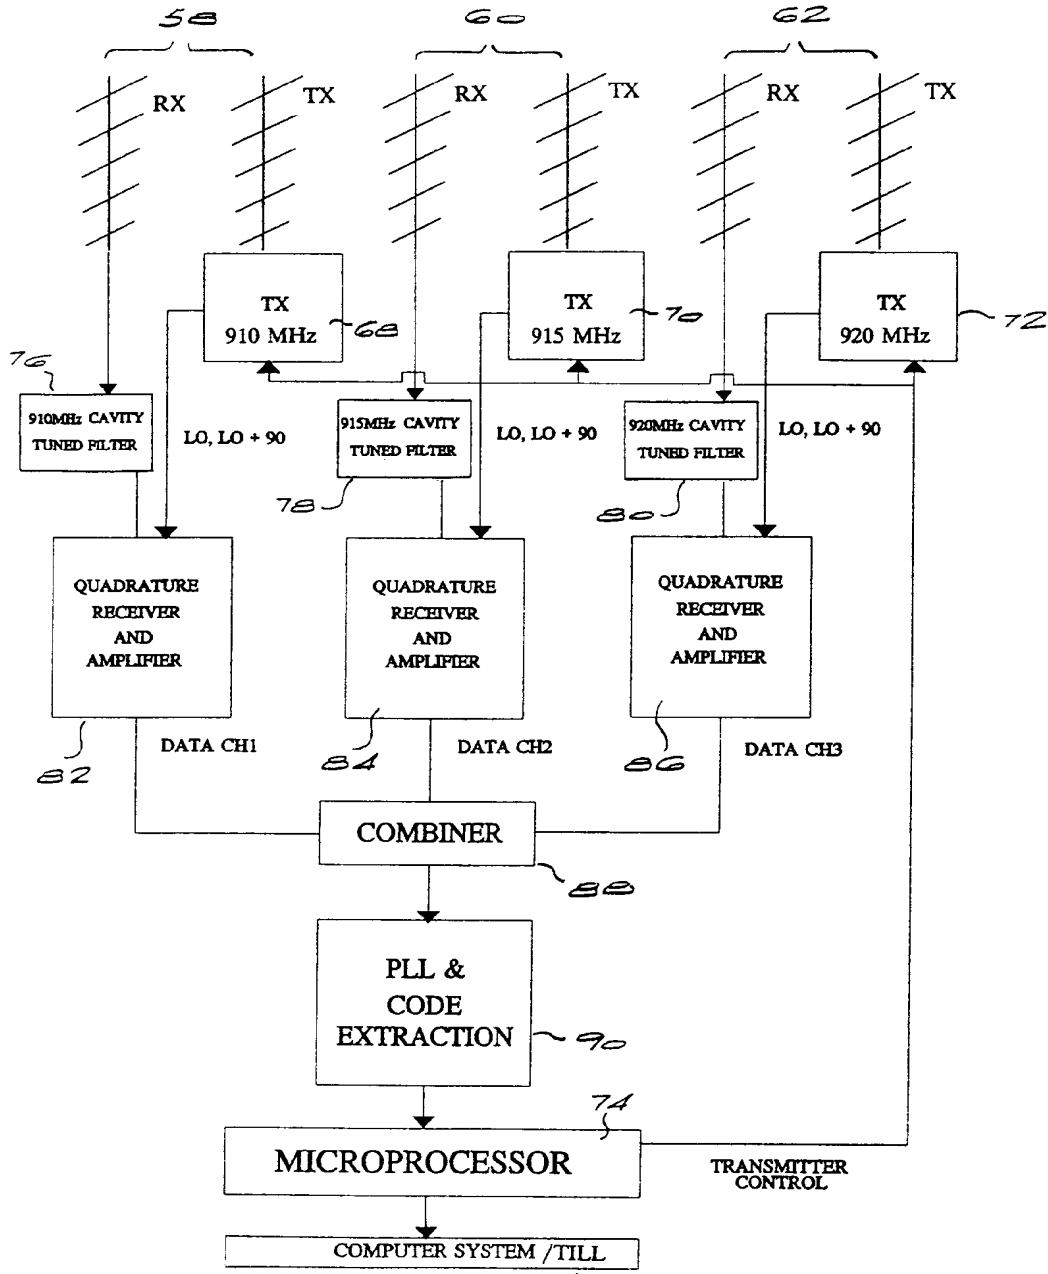 58
60
62
RX
TX
RX
TX
RX
TX
TX
910 MHz
68
TX
915 MHz
70
TX
920 MHz
72
76
910MHz CAVITY
TUNED FILTER
LO, LO + 90
915MHz CAVITY
TUNED FILTER
78
LO, LO + 90
920MHz CAVITY
TUNED FILTER
80
LO, LO + 90
QUADRATURE
RECEIVER
AND
AMPLIFIER
82
QUADRATURE
RECEIVER
AND
AMPLIFIER
84
QUADRATURE
RECEIVER
AND
AMPLIFIER
86
DATA CH1
DATA CH2
DATA CH3
COMBINER
88
PLL &
CODE
EXTRACTION
90
74
MICROPROCESSOR
TRANSMITTER
CONTROL
COMPUTER SYSTEM /TILL